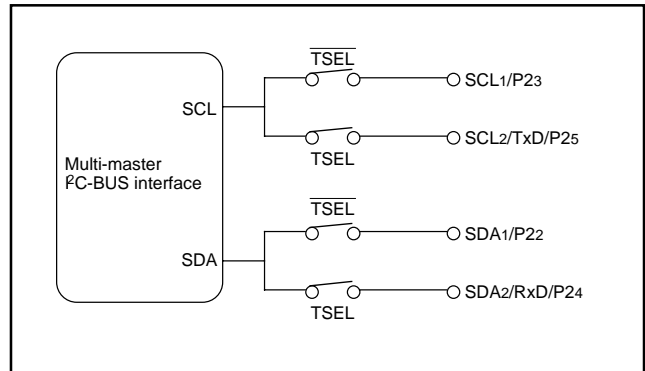 TSEL
SCL1/P23
SCL
SCL2/TxD/P25
TSEL
Multi-master
I²C-BUS interface
TSEL
SDA1/P22
SDA
SDA2/RxD/P24
TSEL